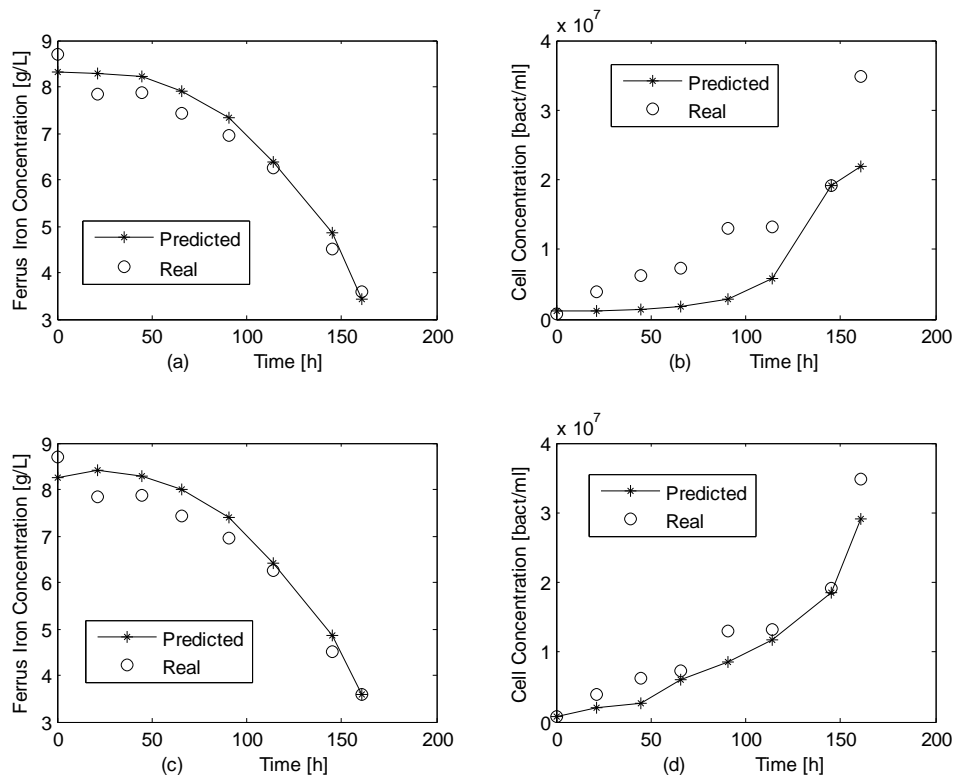 9
8
7
6
5
4
3
0 50 100 150 200
Ferrus Iron Concentration [g/L]
Predicted
Real
(a) Time [h]
x 10^7
4
3
2
1
0
0 50 100 150 200
Cell Concentration [bact/ml]
Predicted
Real
(b) Time [h]
9
8
7
6
5
4
3
0 50 100 150 200
Ferrus Iron Concentration [g/L]
Predicted
Real
(c) Time [h]
x 10^7
4
3
2
1
0
0 50 100 150 200
Cell Concentration [bact/ml]
Predicted
Real
(d) Time [h]